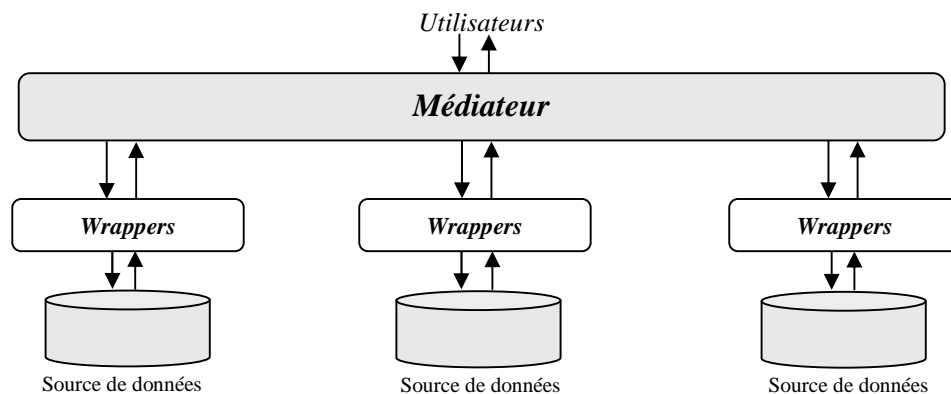 Utilisateurs
Médiateur
Wrappers
Wrappers
Wrappers
Source de données
Source de données
Source de données